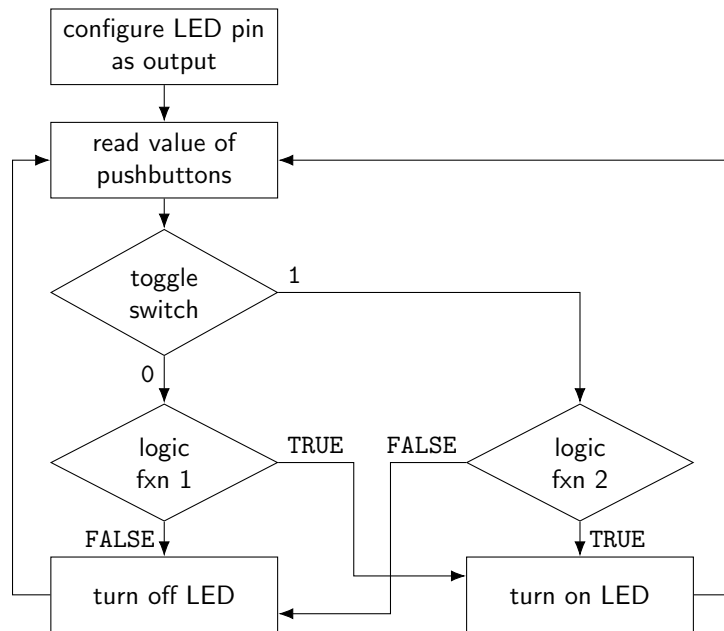 configure LED pin
as output
read value of
pushbuttons
toggle
switch
1
0
logic
fxn 1
TRUE
FALSE
logic
fxn 2
FALSE
TRUE
turn off LED
turn on LED